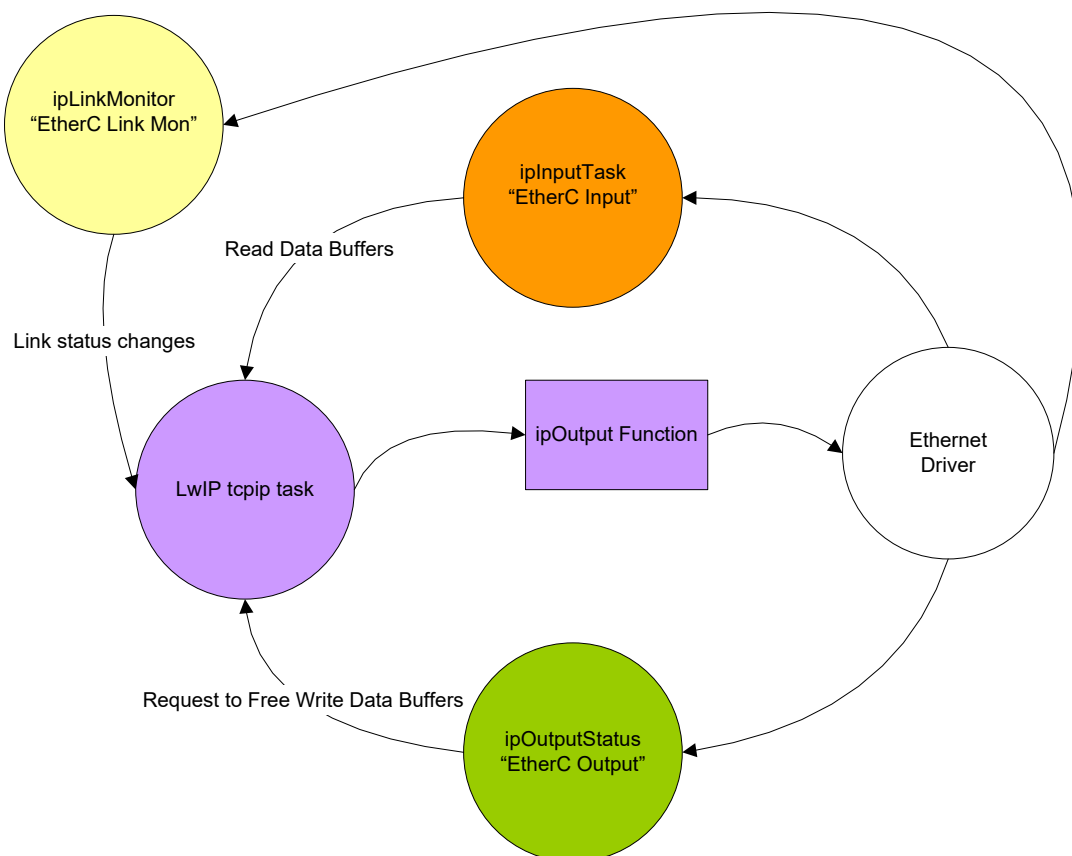 ipLinkMonitor
“EtherC Link Mon”
ipInputTask
“EtherC Input”
Read Data Buffers
Link status changes
ipOutput Function
Ethernet
Driver
LwIP tcpip task
Request to Free Write Data Buffers
ipOutputStatus
“EtherC Output”